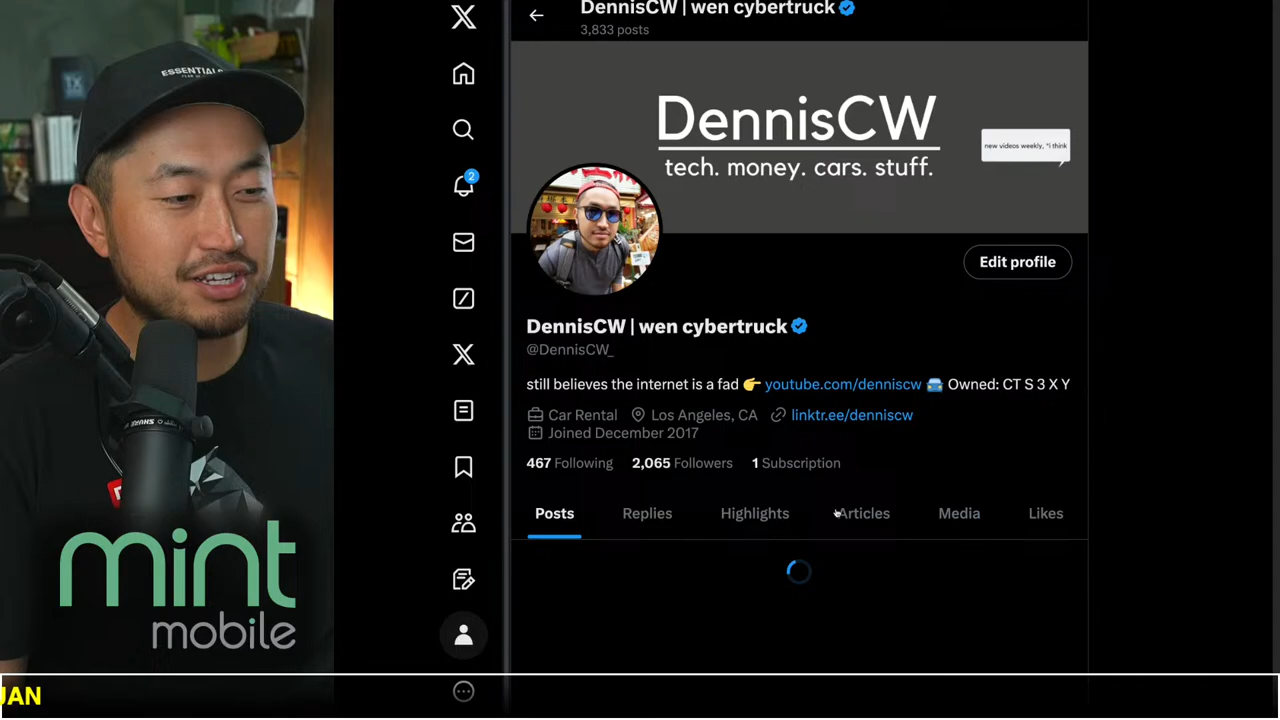 ESSENTIALS
SHURE
mint
mobile
JAN
DennisCW | wen cybertruck
3,833 posts
DennisCW
tech. money. cars. stuff.
new videos weekly, *i think
Edit profile
DennisCW | wen cybertruck
@DennisCW_
still believes the internet is a fad 👉 youtube.com/denniscw 🚘 Owned: CT S 3 X Y
Car Rental Los Angeles, CA linktr.ee/denniscw
Joined December 2017
467 Following 2,065 Followers 1 Subscription
Posts Replies Highlights Articles Media Likes
2